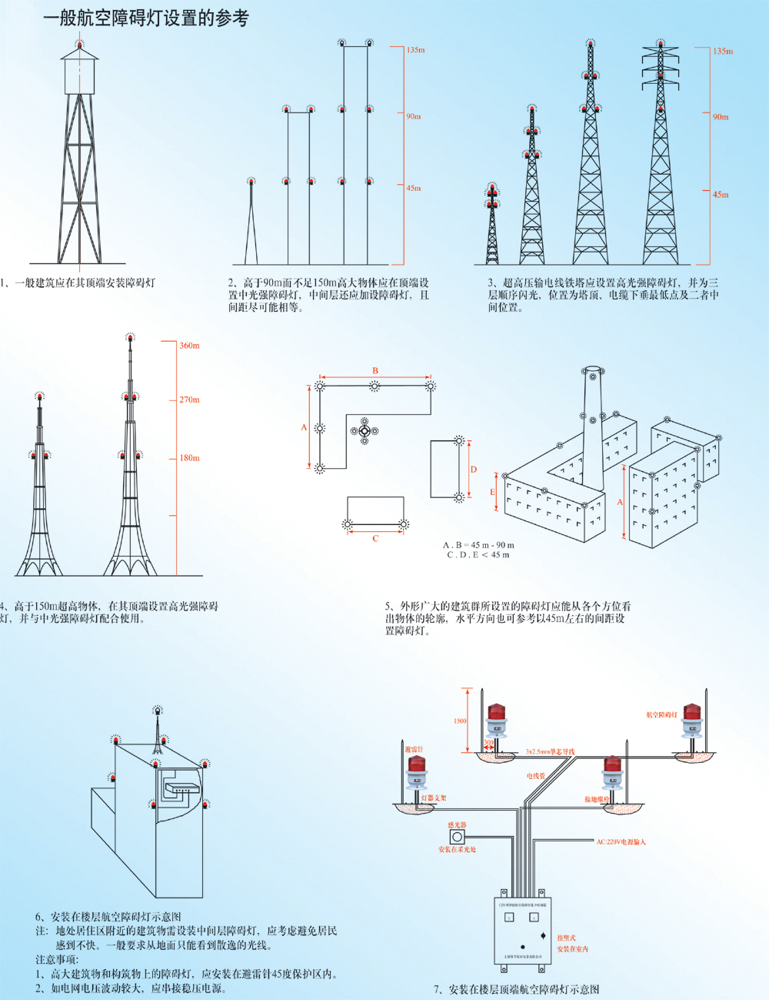 一般航空障碍灯设置的参考
135m
90m
45m
135m
90m
45m
1、一般建筑应在其顶端安装障碍灯
2、高于90m而不足150m高大物体应在顶端设
置中光强障碍灯，中间层还应加设障碍灯，且
间距尽可能相等。
3、超高压输电线铁塔应设置高光强障碍灯，并为三
层顺序闪光，位置为塔顶、电缆下垂最低点及二者中
间位置。
360m
270m
180m
B
A
D
C
E
A
A . B = 45 m - 90 m
C . D . E < 45 m
4、高于150m超高物体，在其顶端设置高光强障碍
灯，并与中光强障碍灯配合使用。
5、外形广大的建筑群所设置的障碍灯应能从各个方位看
出物体的轮廓，水平方向也可参考以45m左右的间距设
置障碍灯。
1500
300
航空障碍灯
避雷针
3x2.5mm单芯导线
电线管
灯器支架
接地螺栓
感光器
安装在采光处
AC:220V电源输入
挂壁式
安装在室内
6、安装在楼层航空障碍灯示意图
注：地处居住区附近的建筑物需设装中间层障碍灯，应考虑避免居民
感到不快。一般要求从地面只能看到散逸的光线。
注意事项:
1、高大建筑物和构筑物上的障碍灯，应安装在避雷针45度保护区内。
2、如电网电压波动较大，应串接稳压电源。
7、安装在楼层顶端航空障碍灯示意图